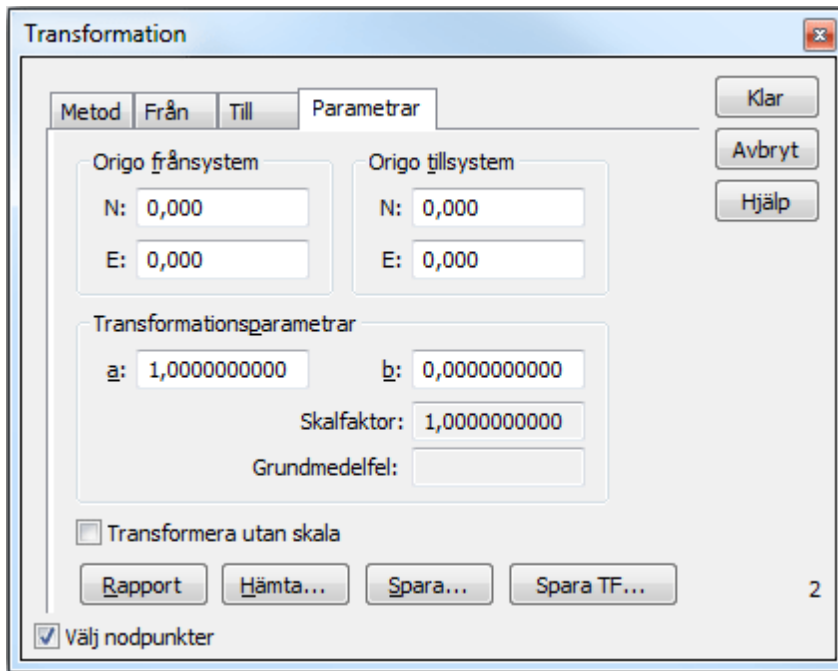 Transformation
Metod Från Till Parametrar
Klar
Avbryt
Hjälp
Origo frånsystem
N: 0,000
E: 0,000
Origo tillsystem
N: 0,000
E: 0,000
Transformationsparametrar
a: 1,0000000000 b: 0,0000000000
Skalfaktor: 1,0000000000
Grundmedelfel:
Transformera utan skala
Rapport Hämta... Spara... Spara TF... 2
Välj nodpunkter